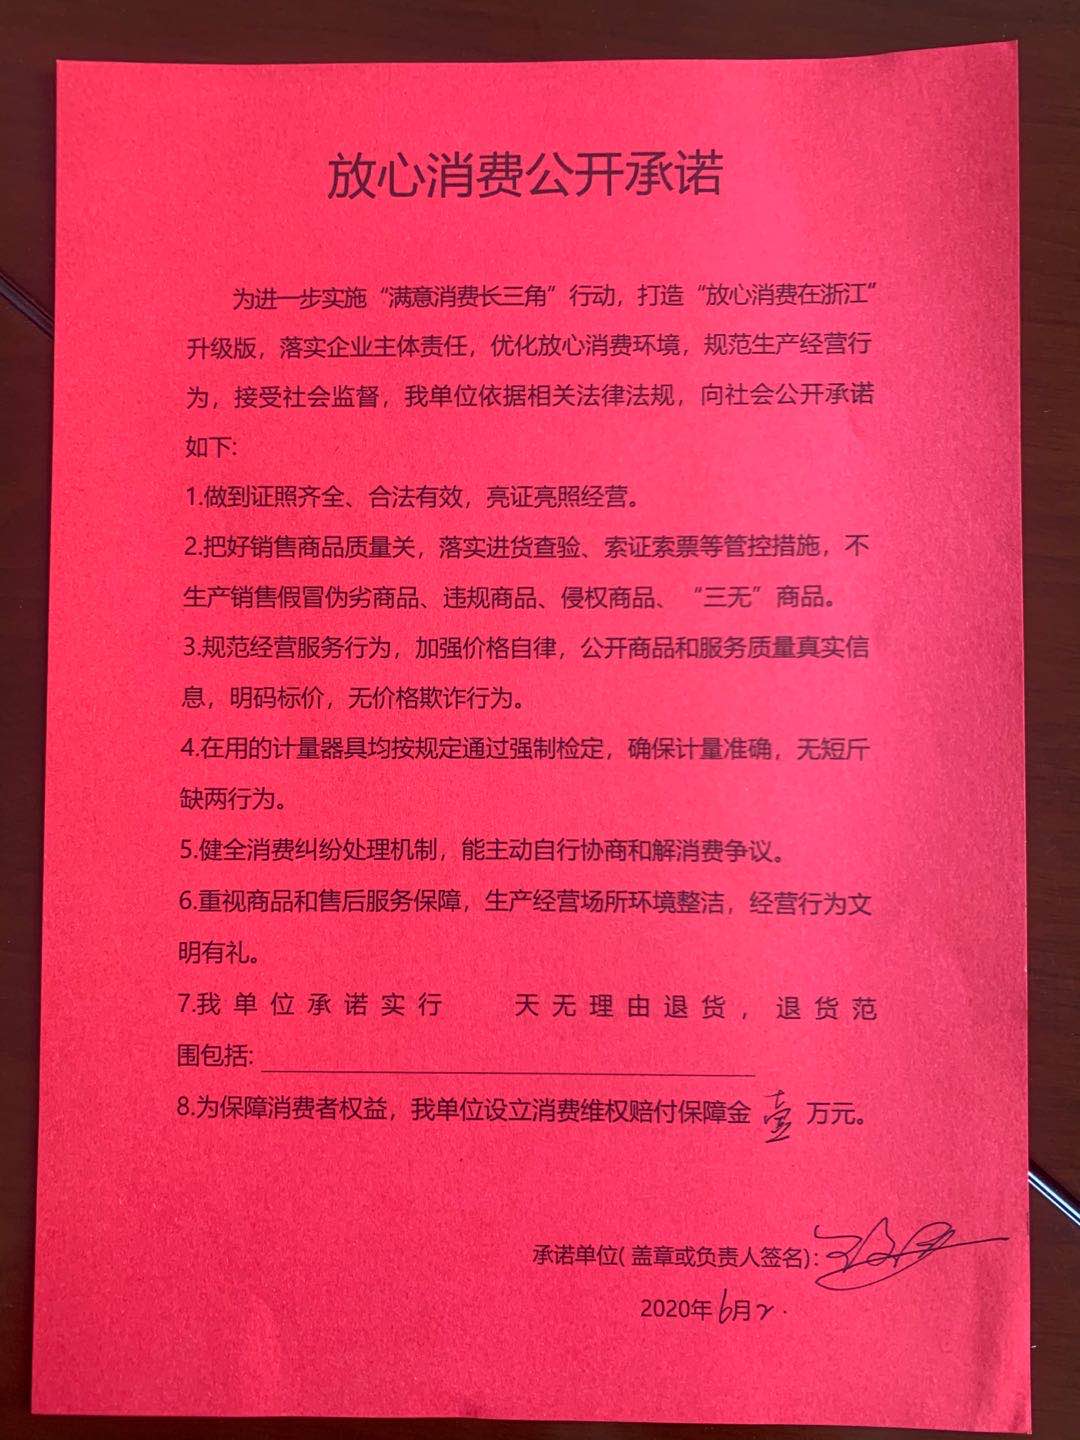 放心消费公开承诺
为进一步实施“满意消费长三角”行动，打造“放心消费在浙江”
升级版，落实企业主体责任，优化放心消费环境，规范生产经营行
为，接受社会监督，我单位依据相关法律法规，向社会公开承诺
如下:
1.做到证照齐全、合法有效，亮证亮照经营。
2.把好销售商品质量关，落实进货查验、索证索票等管控措施，不
生产销售假冒伪劣商品、违规商品、侵权商品、“三无”商品。
3.规范经营服务行为，加强价格自律，公开商品和服务质量真实信
息，明码标价，无价格欺诈行为。
4.在用的计量器具均按规定通过强制检定，确保计量准确，无短斤
缺两行为。
5.健全消费纠纷处理机制，能主动自行协商和解消费争议。
6.重视商品和售后服务保障，生产经营场所环境整洁，经营行为文
明有礼。
7.我单位承诺实行 天无理由退货，退货范
围包括:
8.为保障消费者权益，我单位设立消费维权赔付保障金壹万元。
承诺单位(盖章或负责人签名):
2020年6月2.